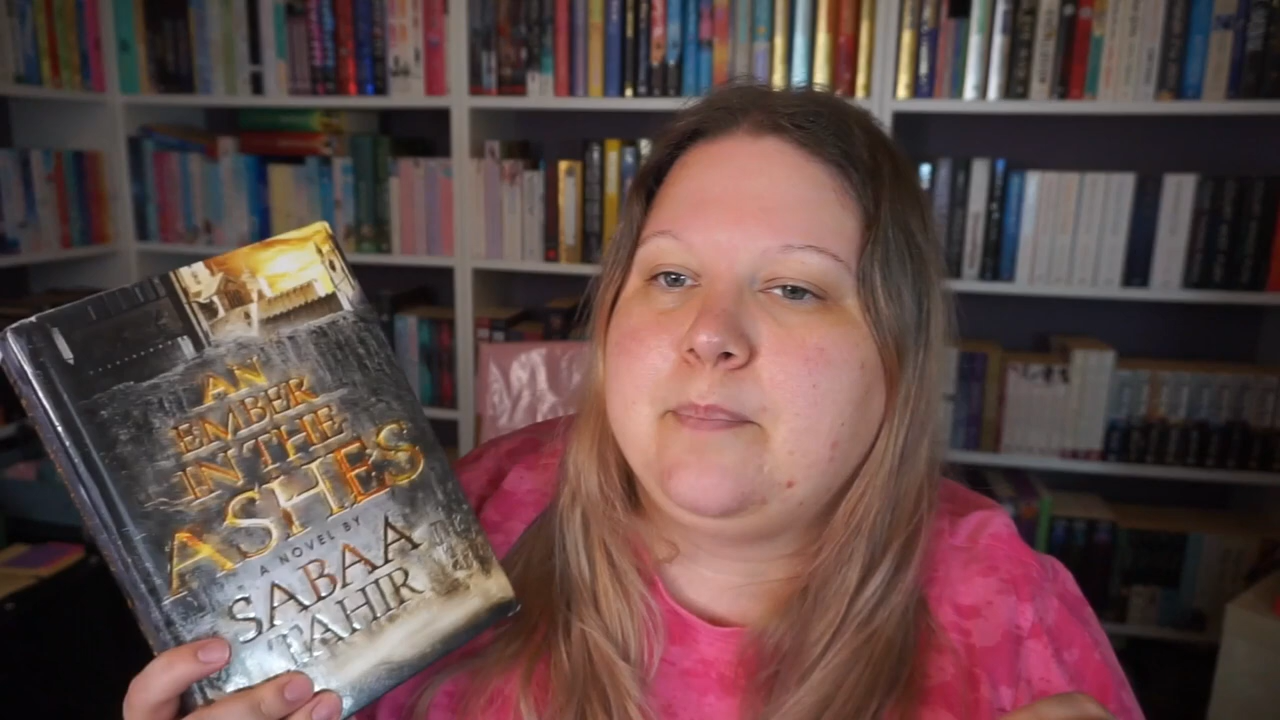 AN
EMBER
IN THE
ASHES
A NOVEL BY
SABAA
TAHIR